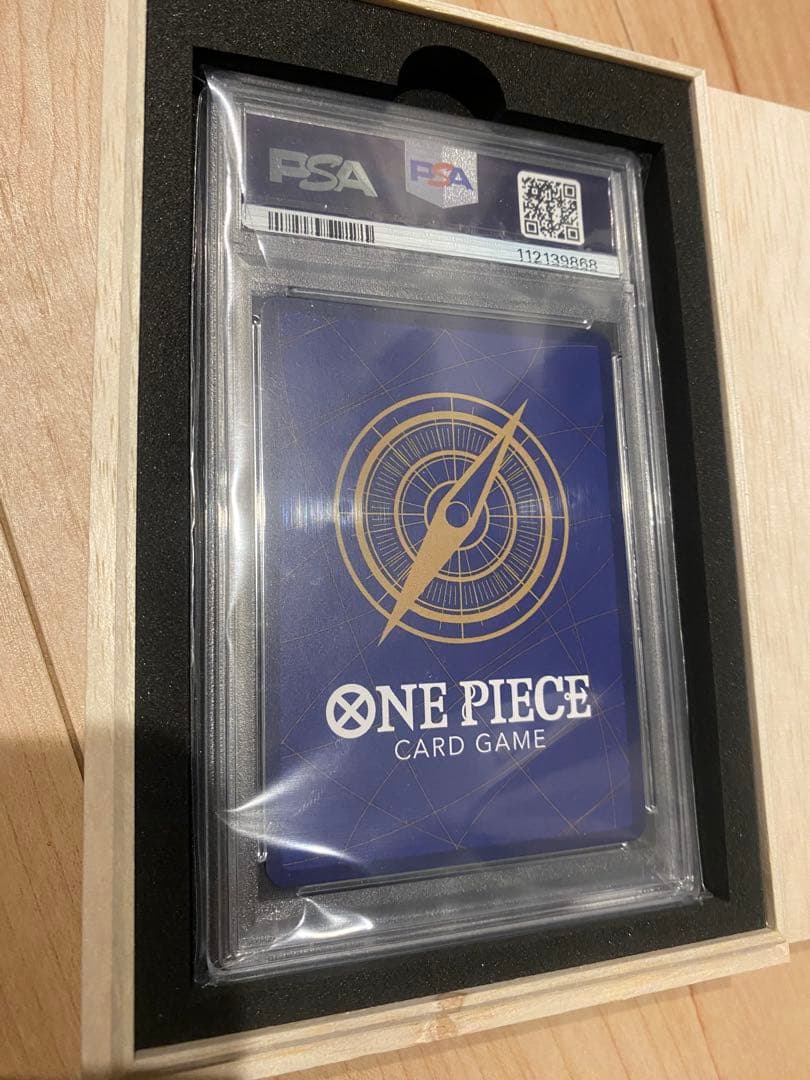 PSA PSA
112139868
ONE PIECE
CARD GAME